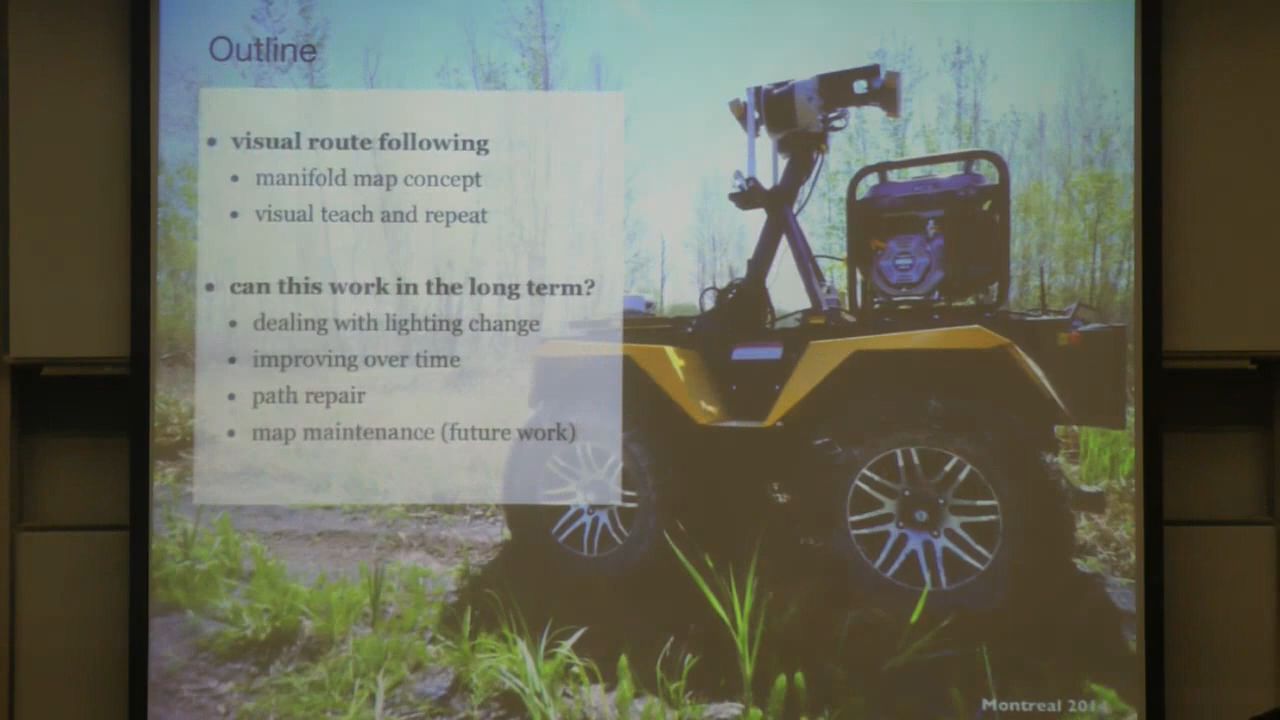 Outline
• visual route following
• manifold map concept
• visual teach and repeat
• can this work in the long term?
• dealing with lighting change
• improving over time
• path repair
• map maintenance (future work)
Montreal 2014